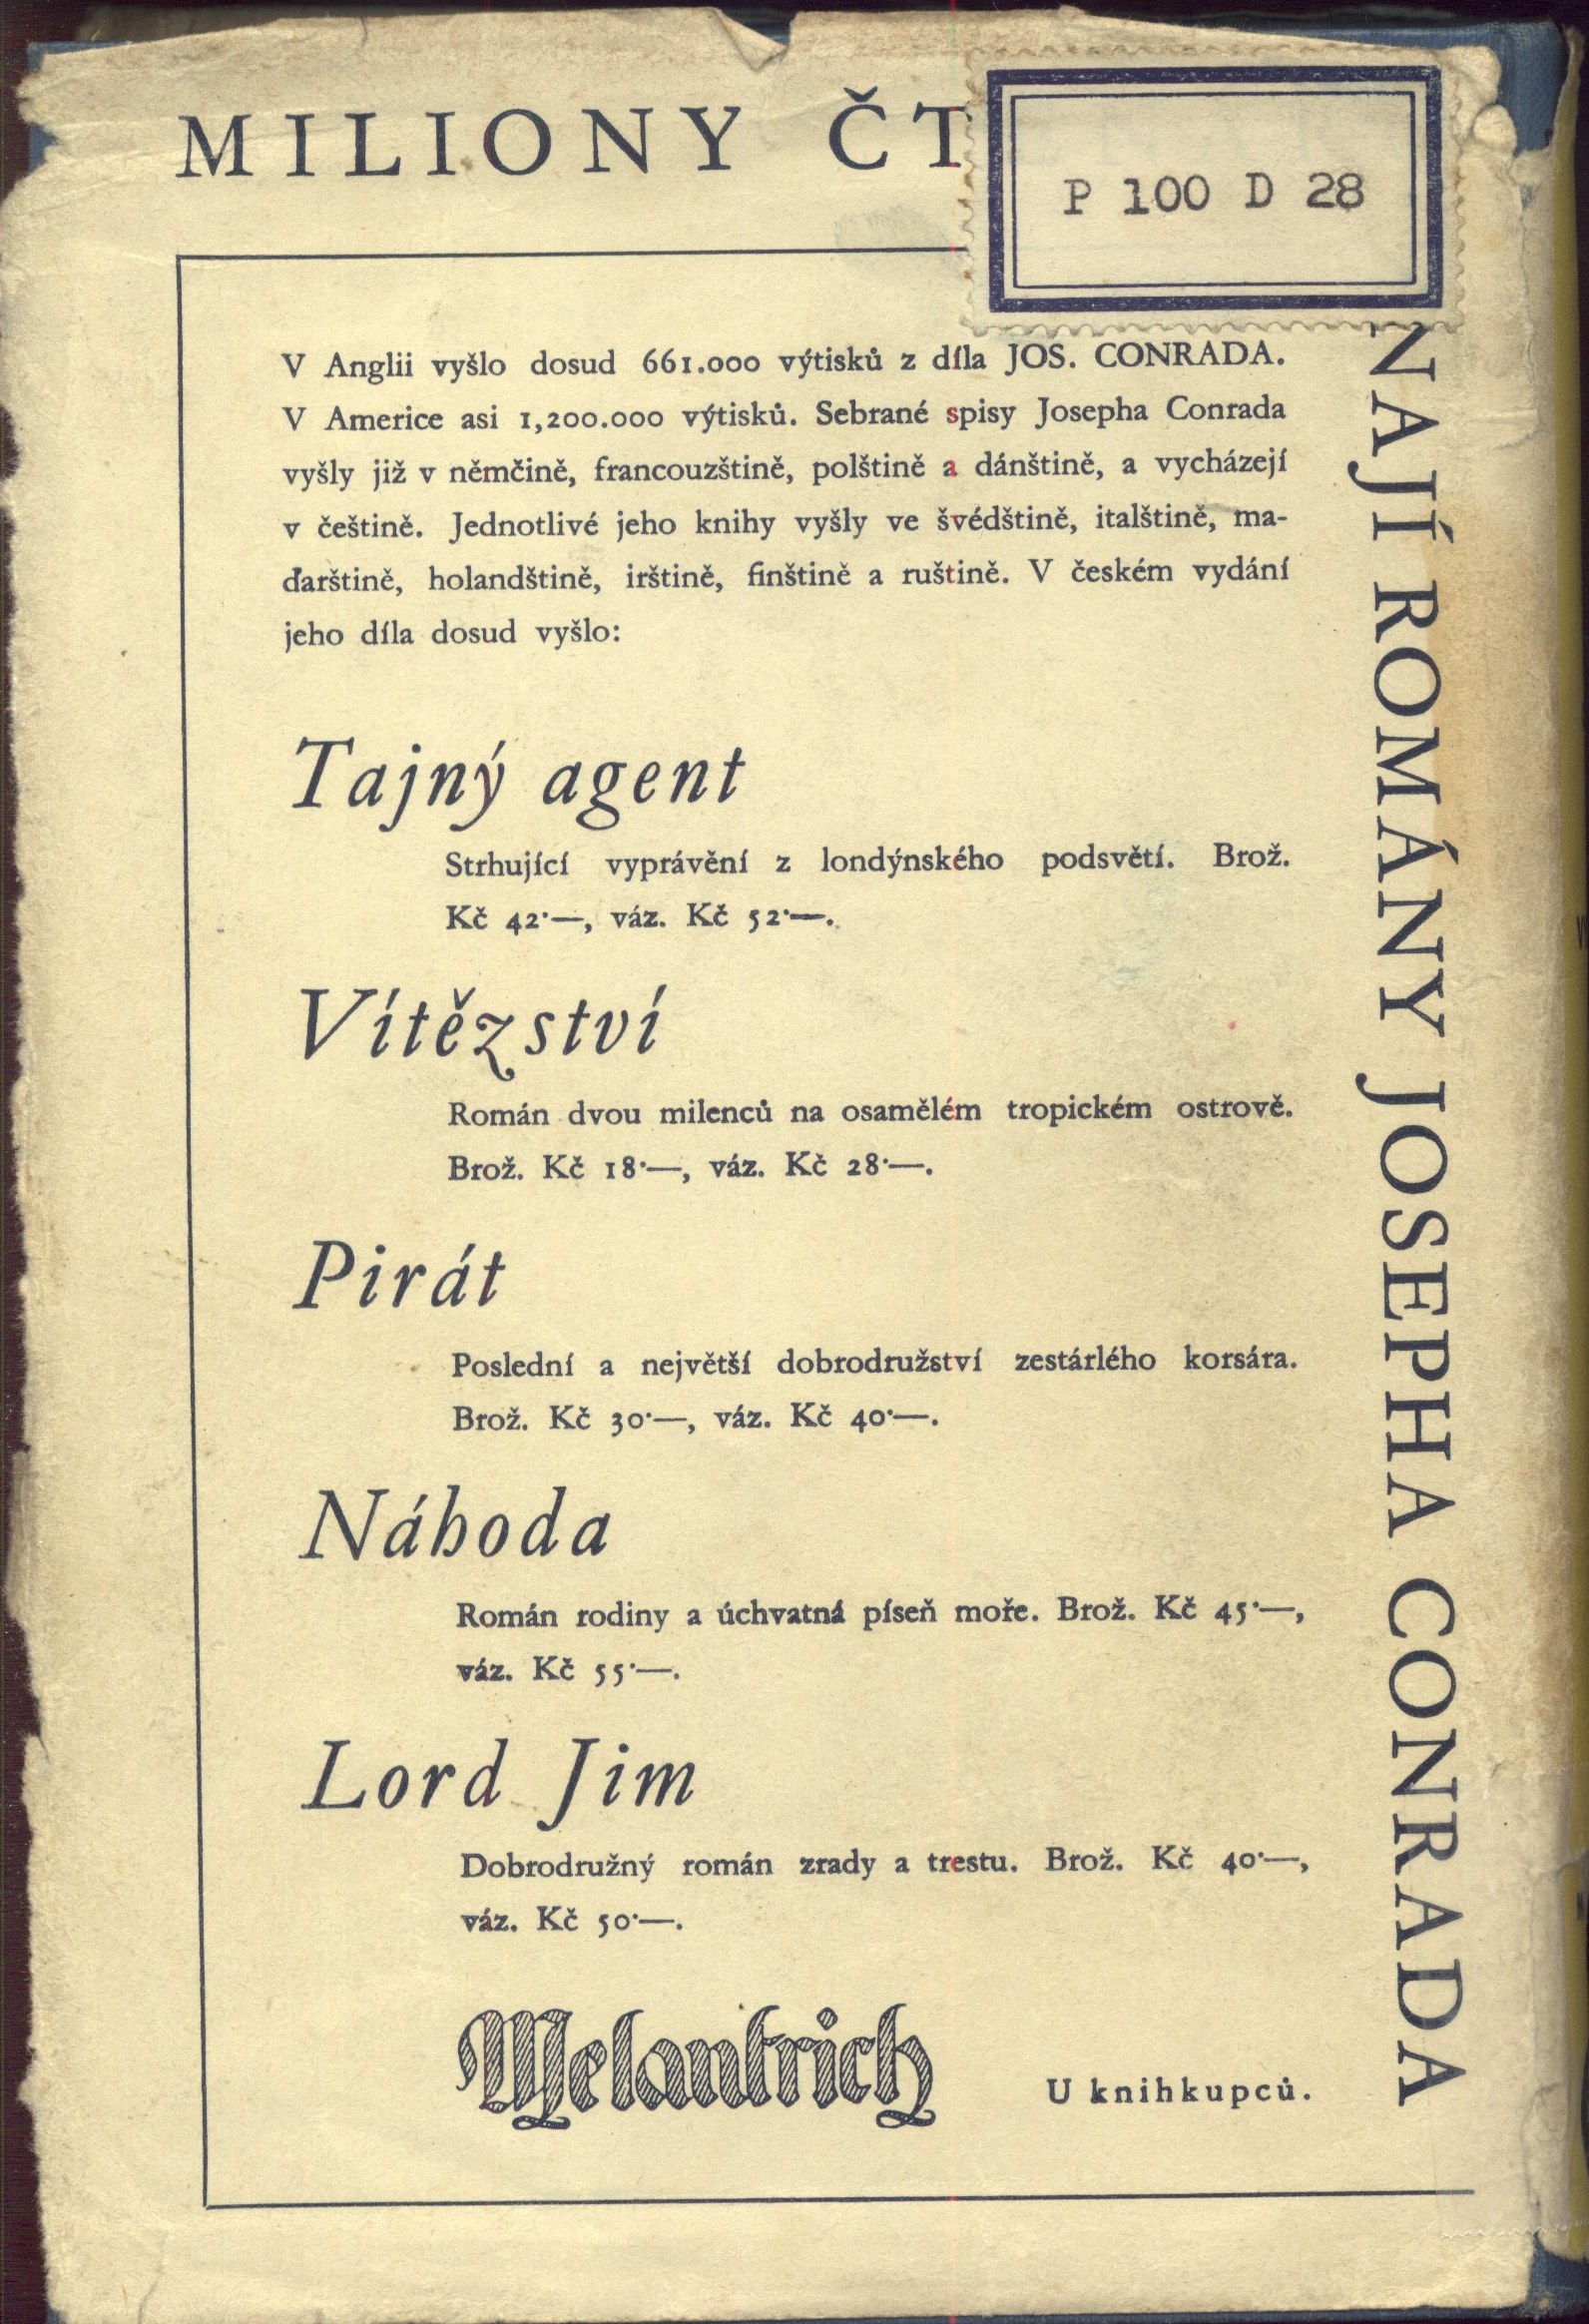 MILIONY ČT
P 100 D 28
NAJÍ ROMÁNY JOSEPHA CONRADA
V Anglii vyšlo dosud 661.000 výtisků z díla JOS. CONRADA.
V Americe asi 1,200.000 výtisků. Sebrané spisy Josepha Conrada
vyšly již v němčině, francouzštině, polštině a dánštině, a vycházejí
v češtině. Jednotlivé jeho knihy vyšly ve švédštině, italštině, ma-
ďarštině, holandštině, irštině, finštině a ruštině. V českém vydání
jeho díla dosud vyšlo:
Tajný agent
Strhující vyprávění z londýnského podsvětí. Brož.
Kč 42·—, váz. Kč 52·—.
Vítězství
Román dvou milenců na osamělém tropickém ostrově.
Brož. Kč 18·—, váz. Kč 28·—.
Pirát
Poslední a největší dobrodružství zestárlého korsára.
Brož. Kč 30·—, váz. Kč 40·—.
Náhoda
Román rodiny a úchvatná píseň moře. Brož. Kč 45·—,
váz. Kč 55·—.
Lord Jim
Dobrodružný román zrady a trestu. Brož. Kč 40·—,
váz. Kč 50·—.
Melantrich
U knihkupců.